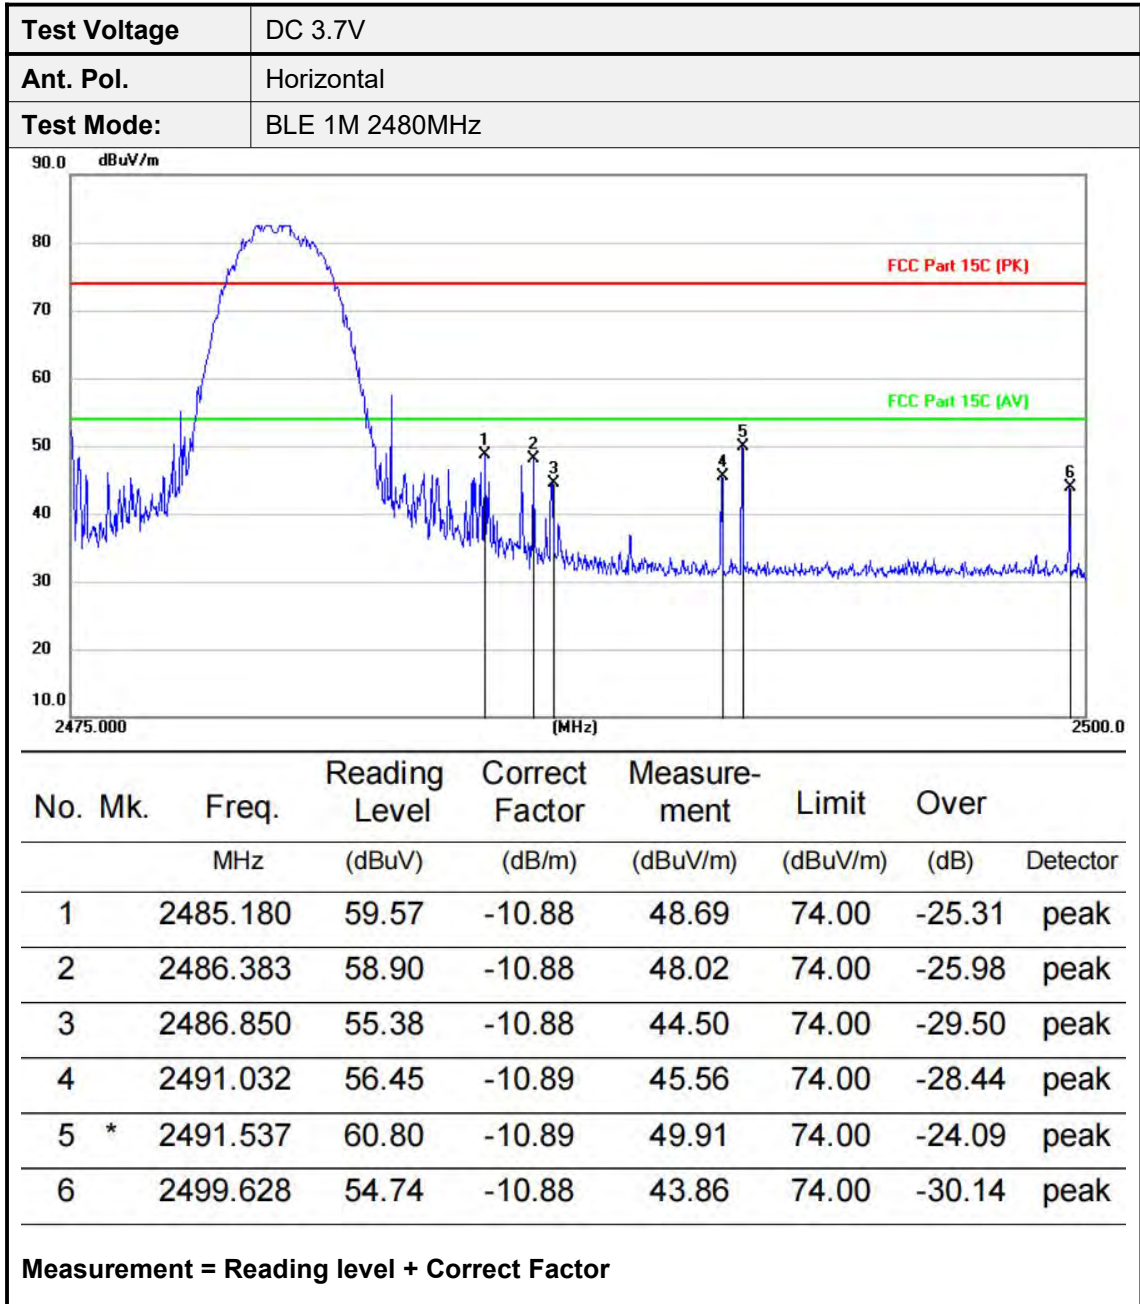 Test Voltage DC 3.7V
Ant. Pol. Horizontal
Test Mode: BLE 1M 2480MHz
90.0 dBuV/m
80
FCC Part 15C (PK)
70
60
FCC Part 15C (AV)
50
1 2 3 4 5 6
40
30
20
10.0
2475.000 (MHz) 2500.0
No. Mk. Freq. Reading Level Correct Factor Measure-ment Limit Over
MHz (dBuV) (dB/m) (dBuV/m) (dBuV/m) (dB) Detector
1 2485.180 59.57 -10.88 48.69 74.00 -25.31 peak
2 2486.383 58.90 -10.88 48.02 74.00 -25.98 peak
3 2486.850 55.38 -10.88 44.50 74.00 -29.50 peak
4 2491.032 56.45 -10.89 45.56 74.00 -28.44 peak
5 * 2491.537 60.80 -10.89 49.91 74.00 -24.09 peak
6 2499.628 54.74 -10.88 43.86 74.00 -30.14 peak
Measurement = Reading level + Correct Factor